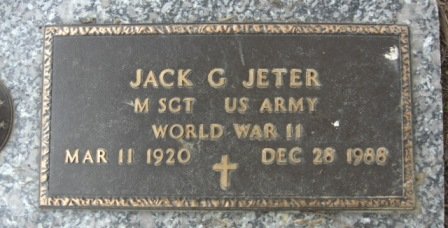 JACK G JETER
M SGT US ARMY
WORLD WAR II
MAR 11 1920 DEC 28 1988